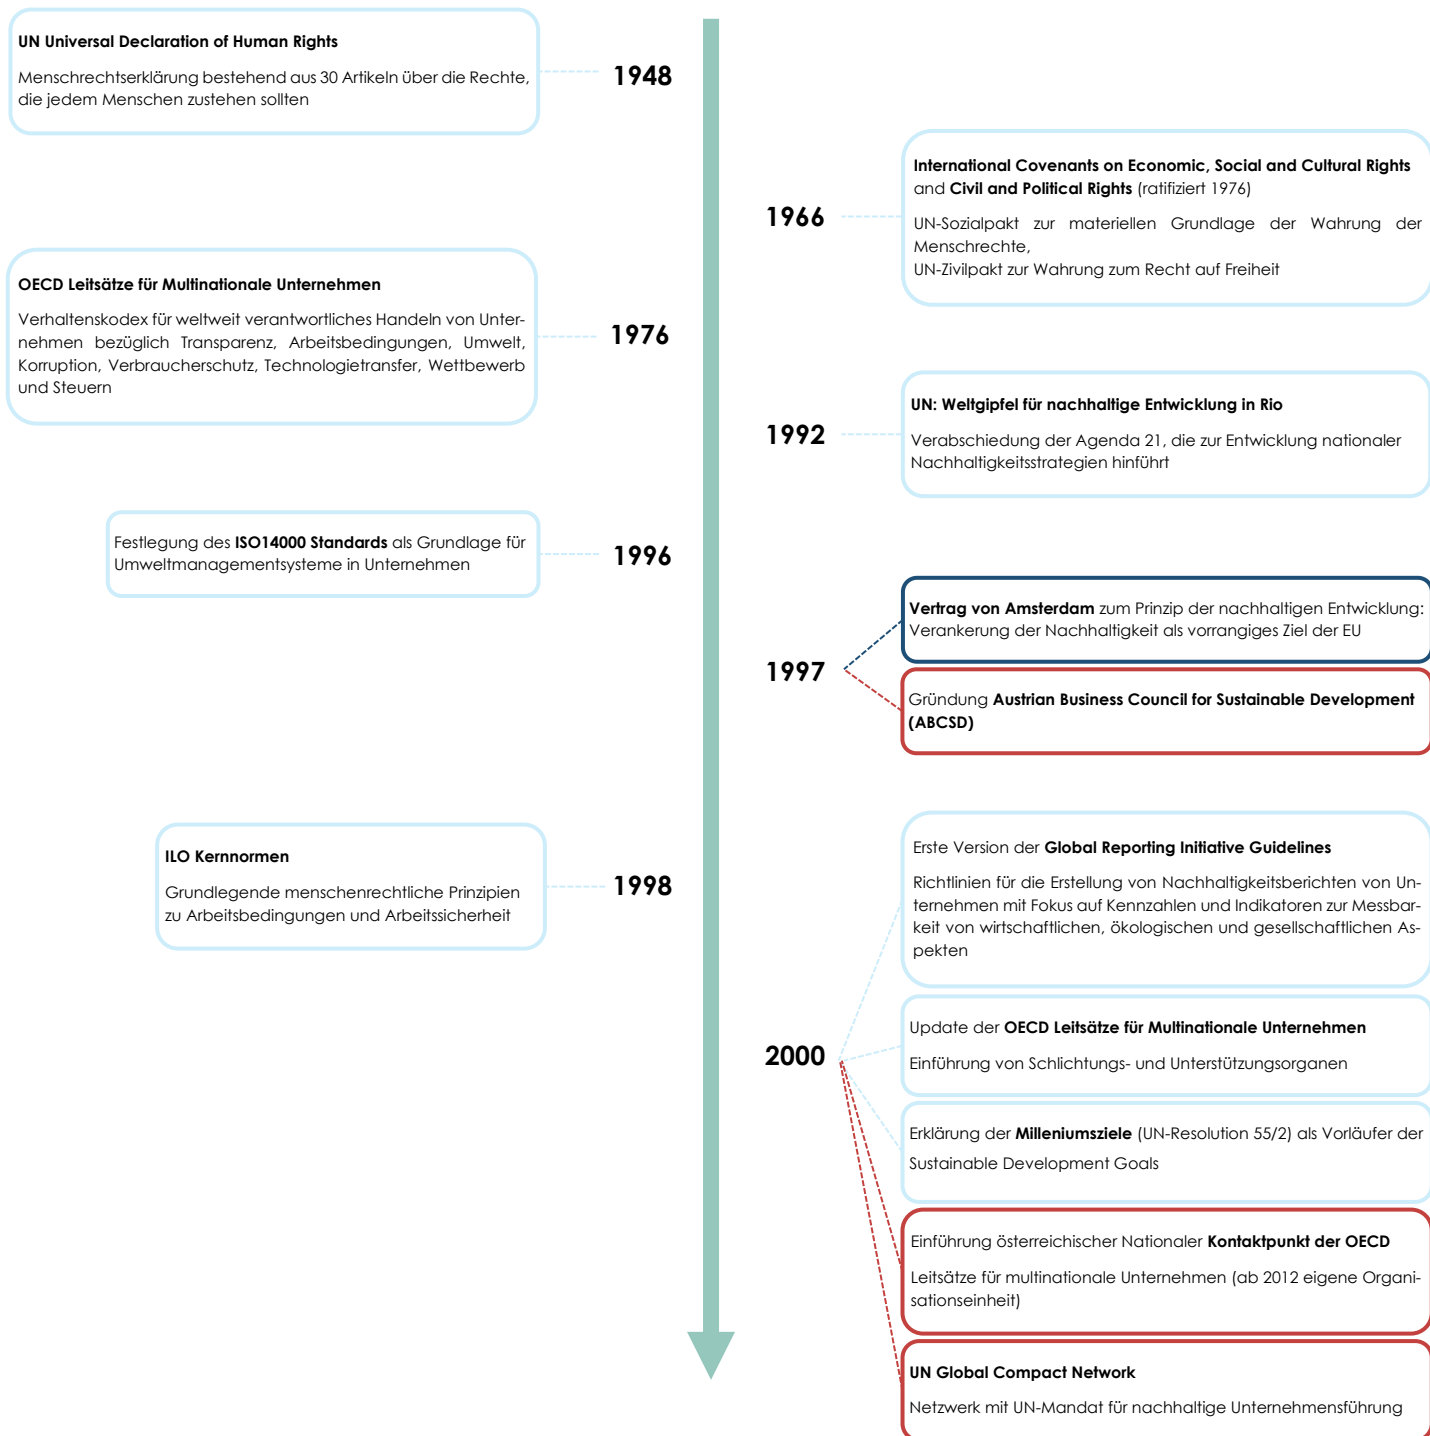 UN Universal Declaration of Human Rights
Menschrechtserklärung bestehend aus 30 Artikeln über die Rechte,
die jedem Menschen zustehen sollten
1948
International Covenants on Economic, Social and Cultural Rights
and Civil and Political Rights (ratifiziert 1976)
UN-Sozialpakt zur materiellen Grundlage der Wahrung der
Menschrechte,
UN-Zivilpakt zur Wahrung zum Recht auf Freiheit
1966
OECD Leitsätze für Multinationale Unternehmen
Verhaltenskodex für weltweit verantwortliches Handeln von Unter-
nehmen bezüglich Transparenz, Arbeitsbedingungen, Umwelt,
Korruption, Verbraucherschutz, Technologietransfer, Wettbewerb
und Steuern
1976
UN: Weltgipfel für nachhaltige Entwicklung in Rio
Verabschiedung der Agenda 21, die zur Entwicklung nationaler
Nachhaltigkeitsstrategien hinführt
1992
Festlegung des ISO14000 Standards als Grundlage für
Umweltmanagementsysteme in Unternehmen
1996
Vertrag von Amsterdam zum Prinzip der nachhaltigen Entwicklung:
Verankerung der Nachhaltigkeit als vorrangiges Ziel der EU
1997
Gründung Austrian Business Council for Sustainable Development
(ABCSD)
ILO Kernnormen
Grundlegende menschenrechtliche Prinzipien
zu Arbeitsbedingungen und Arbeitssicherheit
1998
Erste Version der Global Reporting Initiative Guidelines
Richtlinien für die Erstellung von Nachhaltigkeitsberichten von Un-
ternehmen mit Fokus auf Kennzahlen und Indikatoren zur Messbar-
keit von wirtschaftlichen, ökologischen und gesellschaftlichen As-
pekten
2000
Update der OECD Leitsätze für Multinationale Unternehmen
Einführung von Schlichtungs- und Unterstützungsorganen
Erklärung der Milleniumsziele (UN-Resolution 55/2) als Vorläufer der
Sustainable Development Goals
Einführung österreichischer Nationaler Kontaktpunkt der OECD
Leitsätze für multinationale Unternehmen (ab 2012 eigene Organi-
sationseinheit)
UN Global Compact Network
Netzwerk mit UN-Mandat für nachhaltige Unternehmensführung